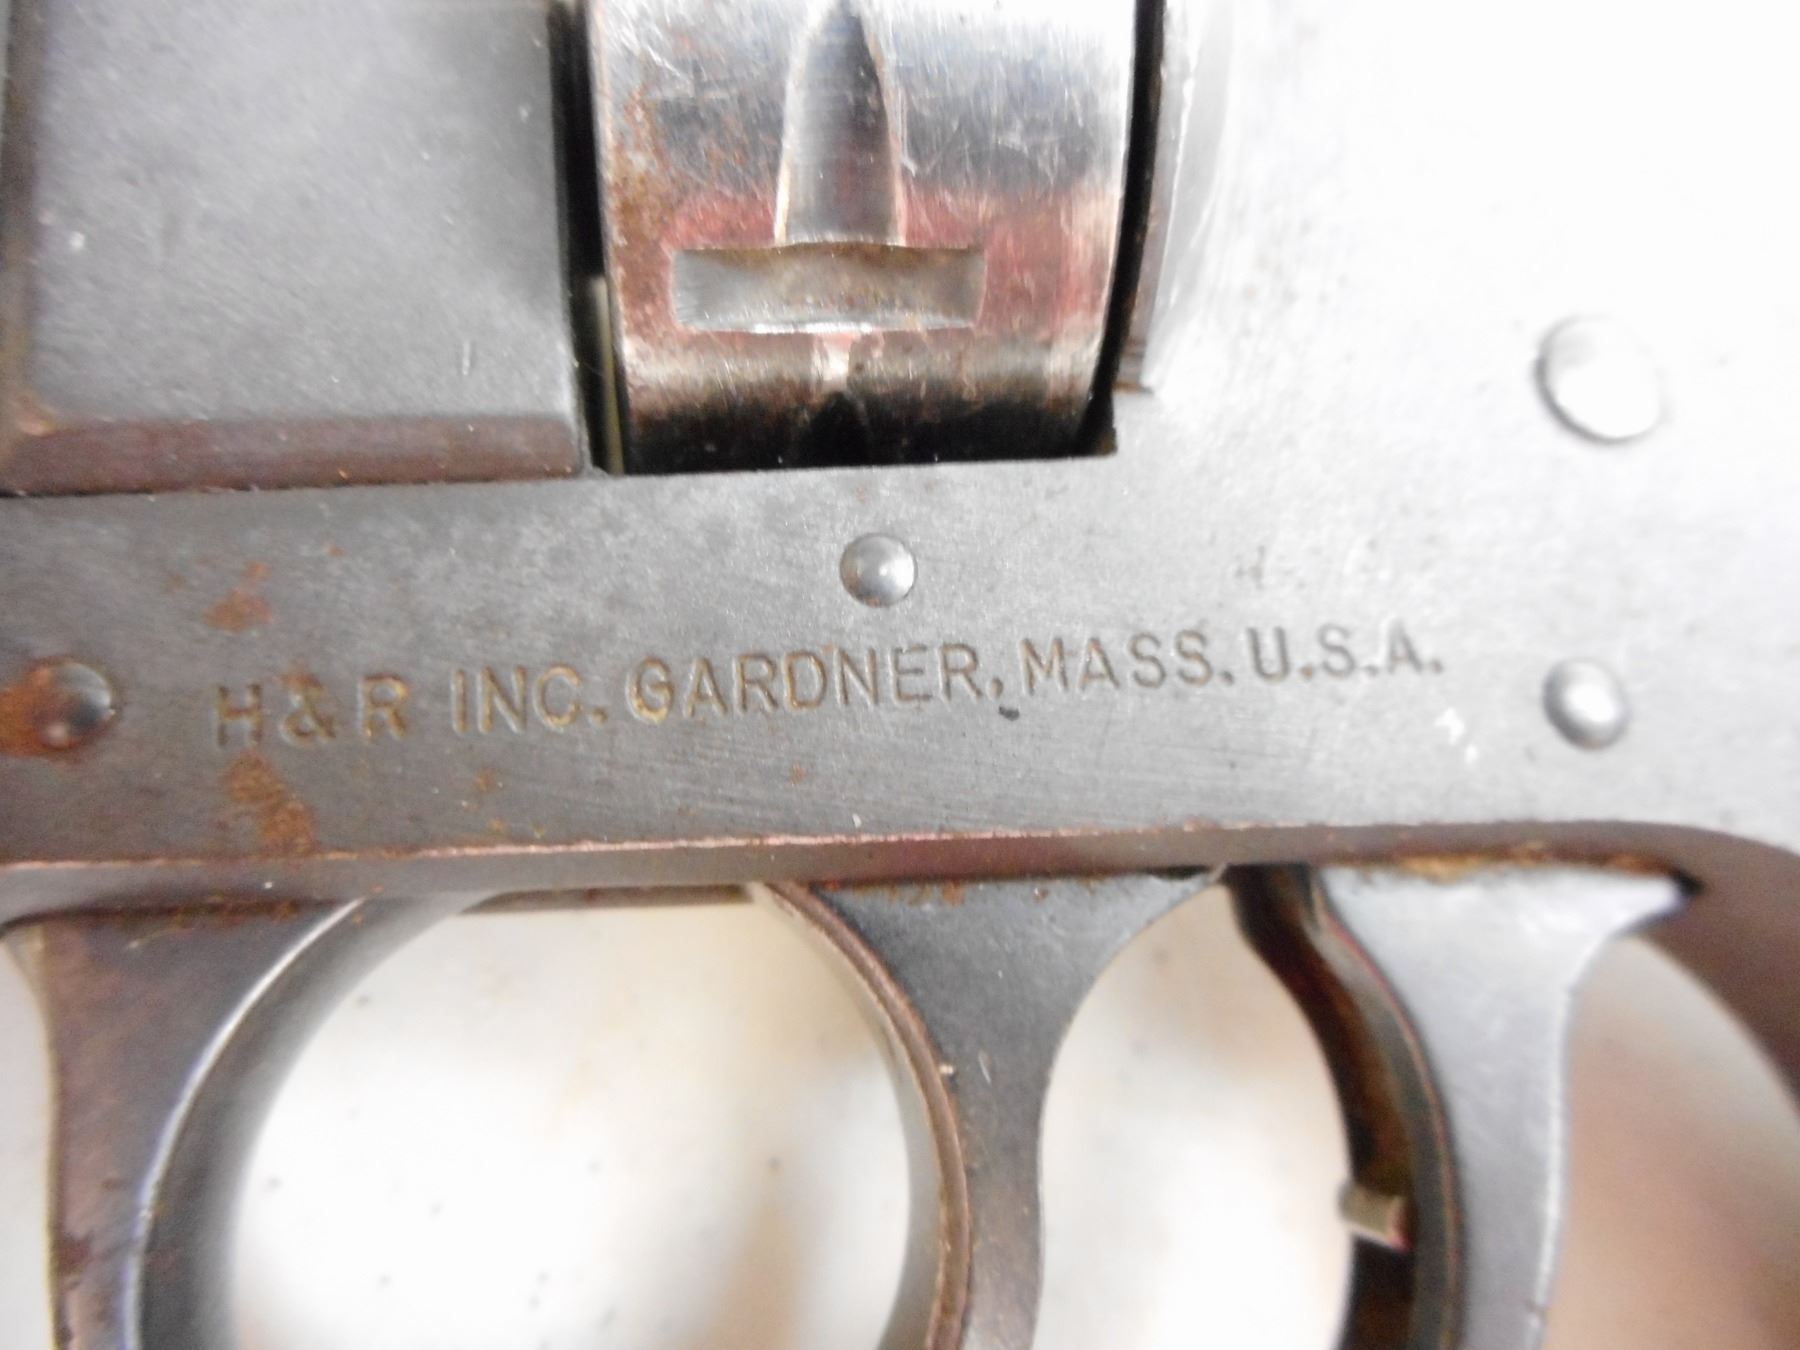 H&R INC. GARDNER, MASS. U.S.A.